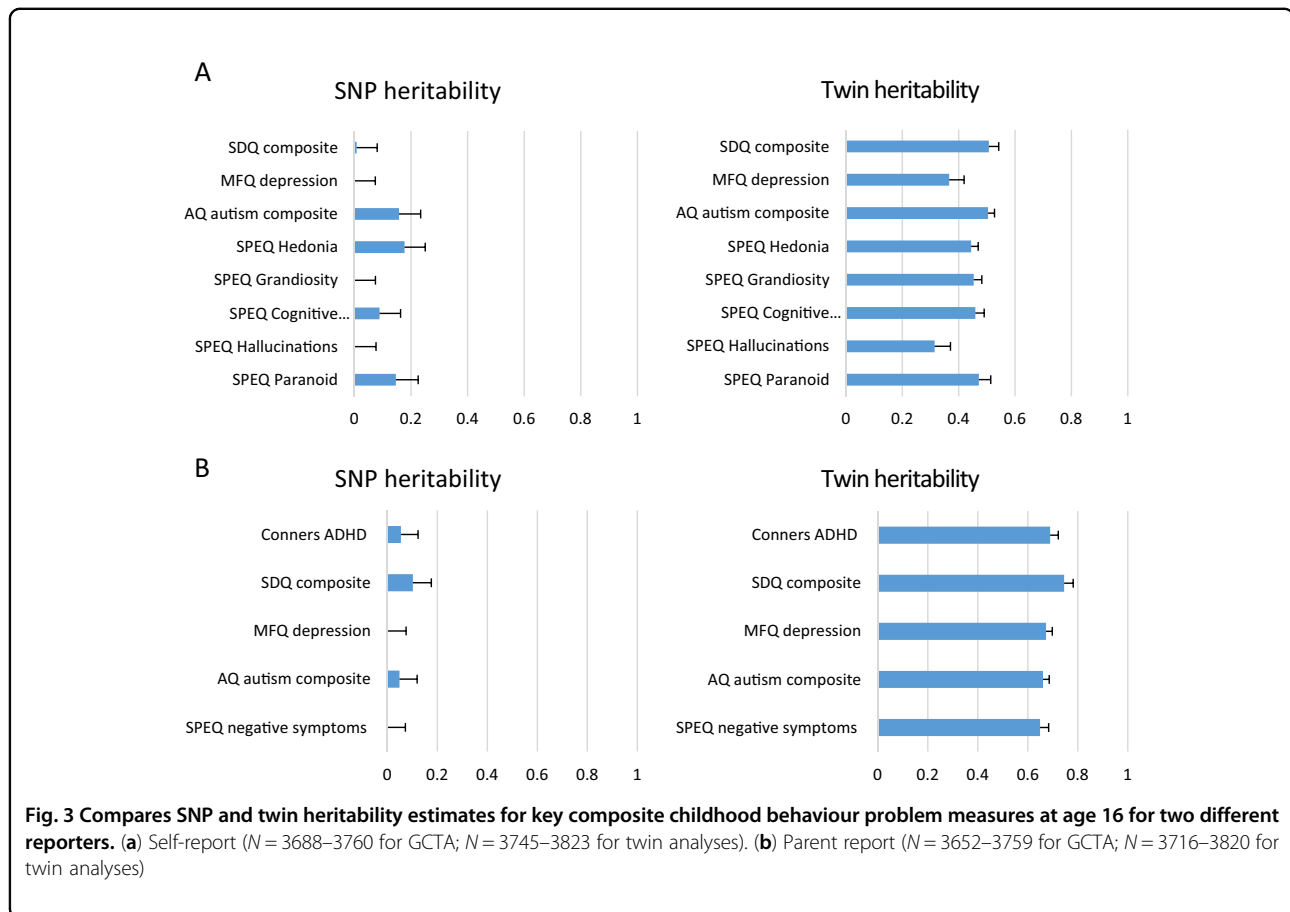 A
SNP heritability
SDQ composite
MFQ depression
AQ autism composite
SPEQ Hedonia
SPEQ Grandiosity
SPEQ Cognitive...
SPEQ Hallucinations
SPEQ Paranoid
0 0.2 0.4 0.6 0.8 1
Twin heritability
SDQ composite
MFQ depression
AQ autism composite
SPEQ Hedonia
SPEQ Grandiosity
SPEQ Cognitive...
SPEQ Hallucinations
SPEQ Paranoid
0 0.2 0.4 0.6 0.8 1
B
SNP heritability
Conners ADHD
SDQ composite
MFQ depression
AQ autism composite
SPEQ negative symptoms
0 0.2 0.4 0.6 0.8 1
Twin heritability
Conners ADHD
SDQ composite
MFQ depression
AQ autism composite
SPEQ negative symptoms
0 0.2 0.4 0.6 0.8 1
Fig. 3 Compares SNP and twin heritability estimates for key composite childhood behaviour problem measures at age 16 for two different
reporters. (a) Self-report (N = 3688–3760 for GCTA; N = 3745–3823 for twin analyses). (b) Parent report (N = 3652–3759 for GCTA; N = 3716–3820 for
twin analyses)